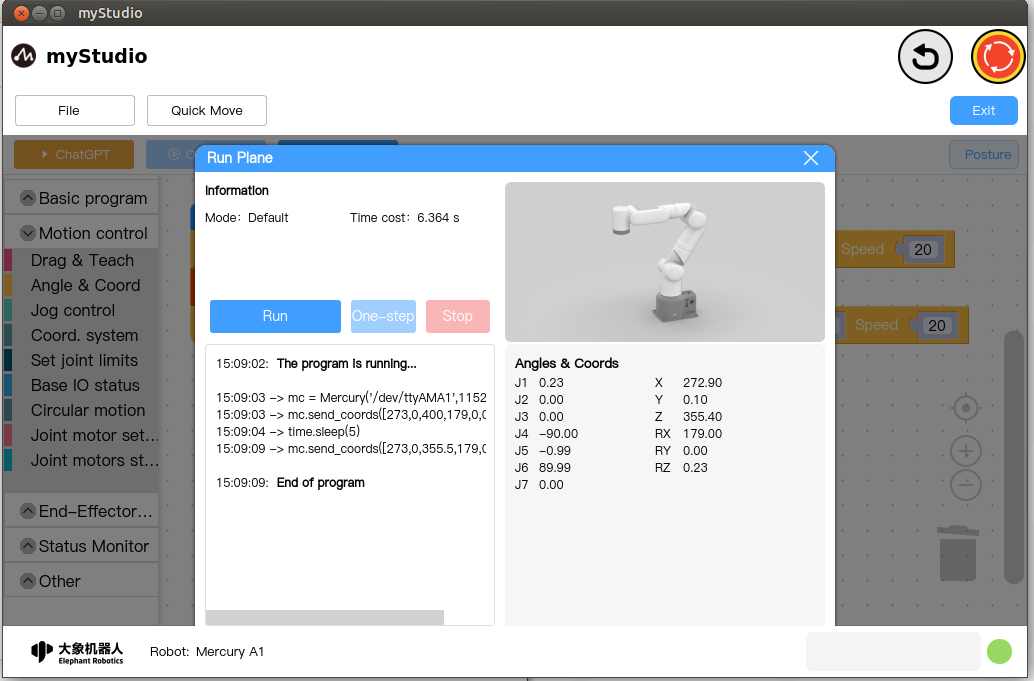 myStudio
myStudio
File
Quick Move
Exit
ChatGPT
Posture
Run Plane
Information
Mode: Default
Time cost: 6.364 s
Run
One-step
Stop
15:09:02: The program is running...
15:09:03 -> mc = Mercury('/dev/ttyAMA1',1152
15:09:03 -> mc.send_coords([273,0,400,179,0,0
15:09:04 -> time.sleep(5)
15:09:09 -> mc.send_coords([273,0,355.5,179,0
15:09:09: End of program
Angles & Coords
J1 0.23 X 272.90
J2 0.00 Y 0.10
J3 0.00 Z 355.40
J4 -90.00 RX 179.00
J5 -0.99 RY 0.00
J6 89.99 RZ 0.23
J7 0.00
Basic program
Motion control
Drag & Teach
Angle & Coord
Jog control
Coord. system
Set joint limits
Base IO status
Circular motion
Joint motor set...
Joint motors st...
End-Effector...
Status Monitor
Other
Speed 20
Speed 20
大象机器人
Elephant Robotics
Robot: Mercury A1